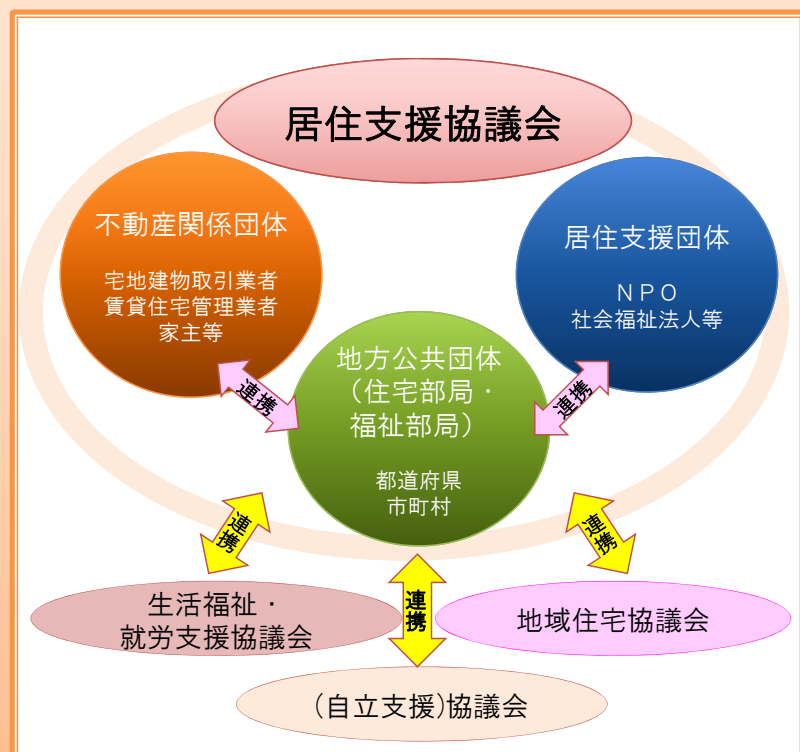 居住支援協議会
不動産関係団体
宅地建物取引業者
賃貸住宅管理業者
家主等
居住支援団体
ＮＰＯ
社会福祉法人等
地方公共団体
（住宅部局・
福祉部局）
都道府県
市町村
連携
連携
連携
連携
連携
生活福祉・
就労支援協議会
地域住宅協議会
（自立支援）協議会